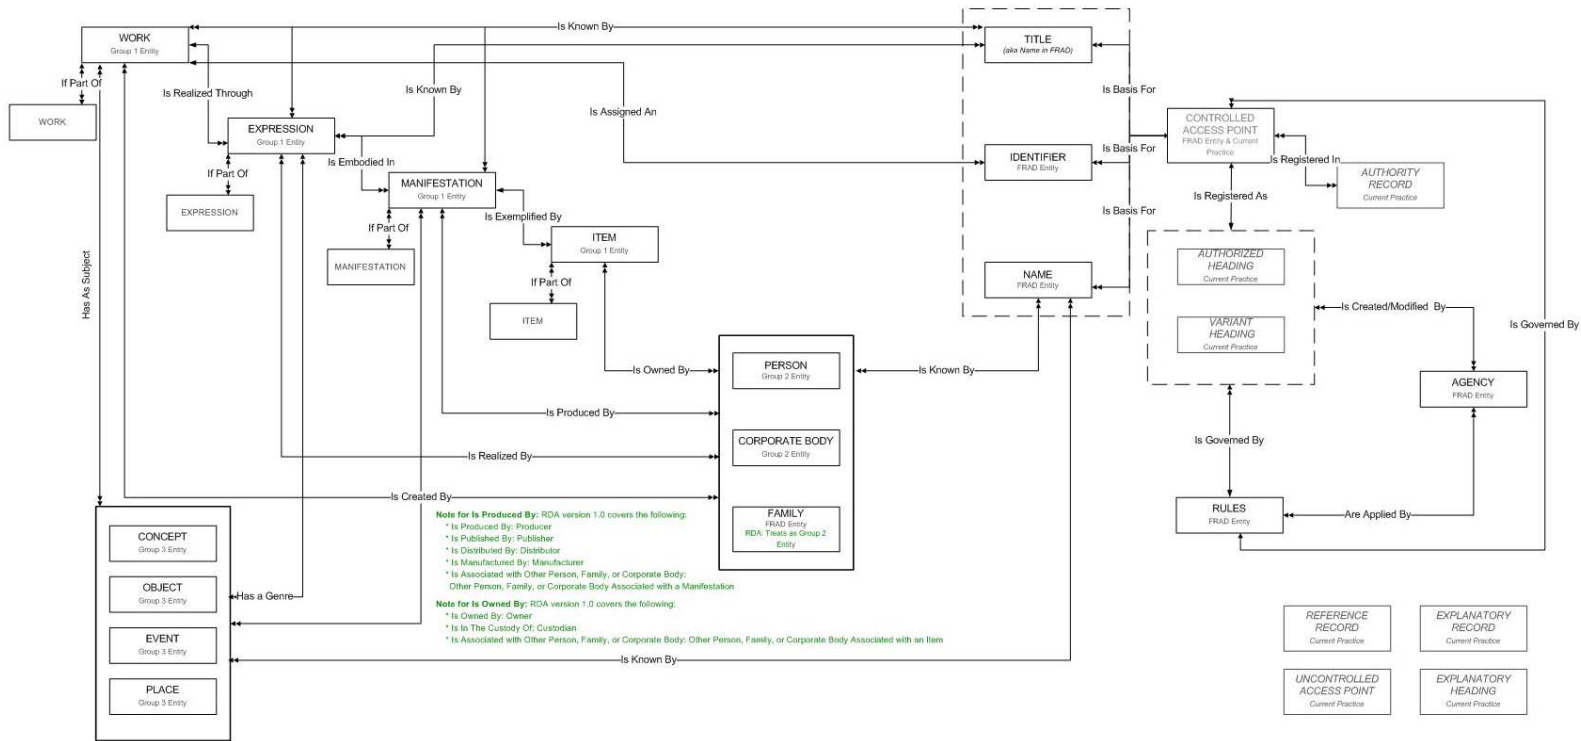 Is Known By
WORK
Group 1 Entity
TITLE
(aka Name in FRAD)
If Part Of
WORK
Is Realized Through
Is Known By
Is Assigned An
Is Basis For
EXPRESSION
Group 1 Entity
CONTROLLED
ACCESS POINT
FRAD Entity & Current
Practice
Is Embodied In
If Part Of
EXPRESSION
IDENTIFIER
FRAD Entity
Is Basis For
Is Registered In
AUTHORITY
RECORD
Current Practice
MANIFESTATION
Group 1 Entity
Is Registered As
Is Exemplified By
Is Basis For
If Part Of
MANIFESTATION
ITEM
Group 1 Entity
Has As Subject
If Part Of
ITEM
NAME
FRAD Entity
AUTHORIZED
HEADING
Current Practice
VARIANT
HEADING
Current Practice
Is Created/Modified By
Is Governed By
Is Owned By
PERSON
Group 2 Entity
Is Known By
AGENCY
FRAD Entity
Is Produced By
CORPORATE BODY
Group 2 Entity
Is Governed By
Is Realized By
Is Created By
FAMILY
FRAD Entity
RDA: Treats as Group 2
Entity
RULES
FRAD Entity
Are Applied By
Note for Is Produced By: RDA version 1.0 covers the following:
* Is Produced By: Producer
* Is Published By: Publisher
* Is Distributed By: Distributor
* Is Manufactured By: Manufacturer
* Is Associated with Other Person, Family, or Corporate Body:
Other Person, Family, or Corporate Body Associated with a Manifestation
Note for Is Owned By: RDA version 1.0 covers the following:
* Is Owned By: Owner
* Is In The Custody Of: Custodian
* Is Associated with Other Person, Family, or Corporate Body: Other Person, Family, or Corporate Body Associated with an Item
CONCEPT
Group 3 Entity
OBJECT
Group 3 Entity
Has a Genre
EVENT
Group 3 Entity
PLACE
Group 3 Entity
Is Known By
REFERENCE
RECORD
Current Practice
EXPLANATORY
RECORD
Current Practice
UNCONTROLLED
ACCESS POINT
Current Practice
EXPLANATORY
HEADING
Current Practice